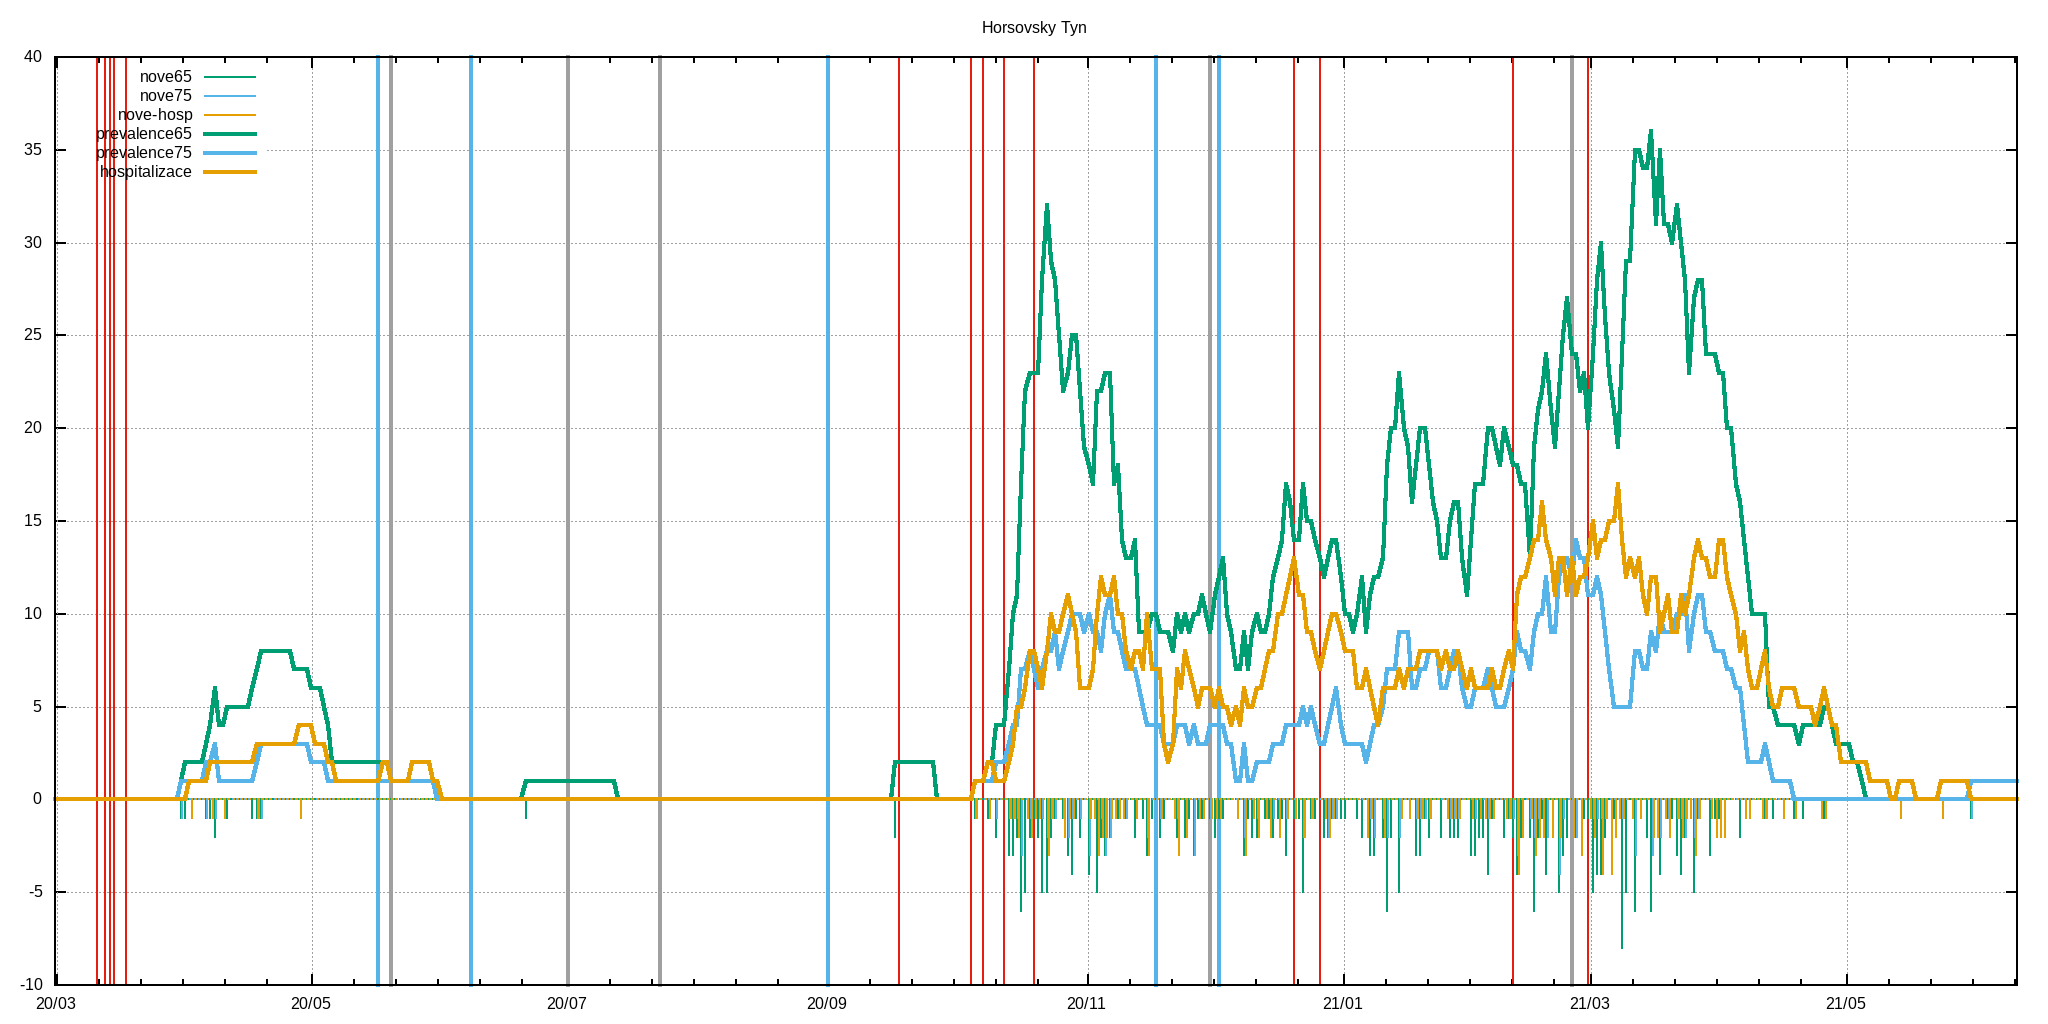 Horsovsky Tyn
40
35
30
25
20
15
10
5
0
-5
-10
nove65
nove75
nove-hosp
prevalence65
prevalence75
hospitalizace
20/03 20/05 20/07 20/09 20/11 21/01 21/03 21/05